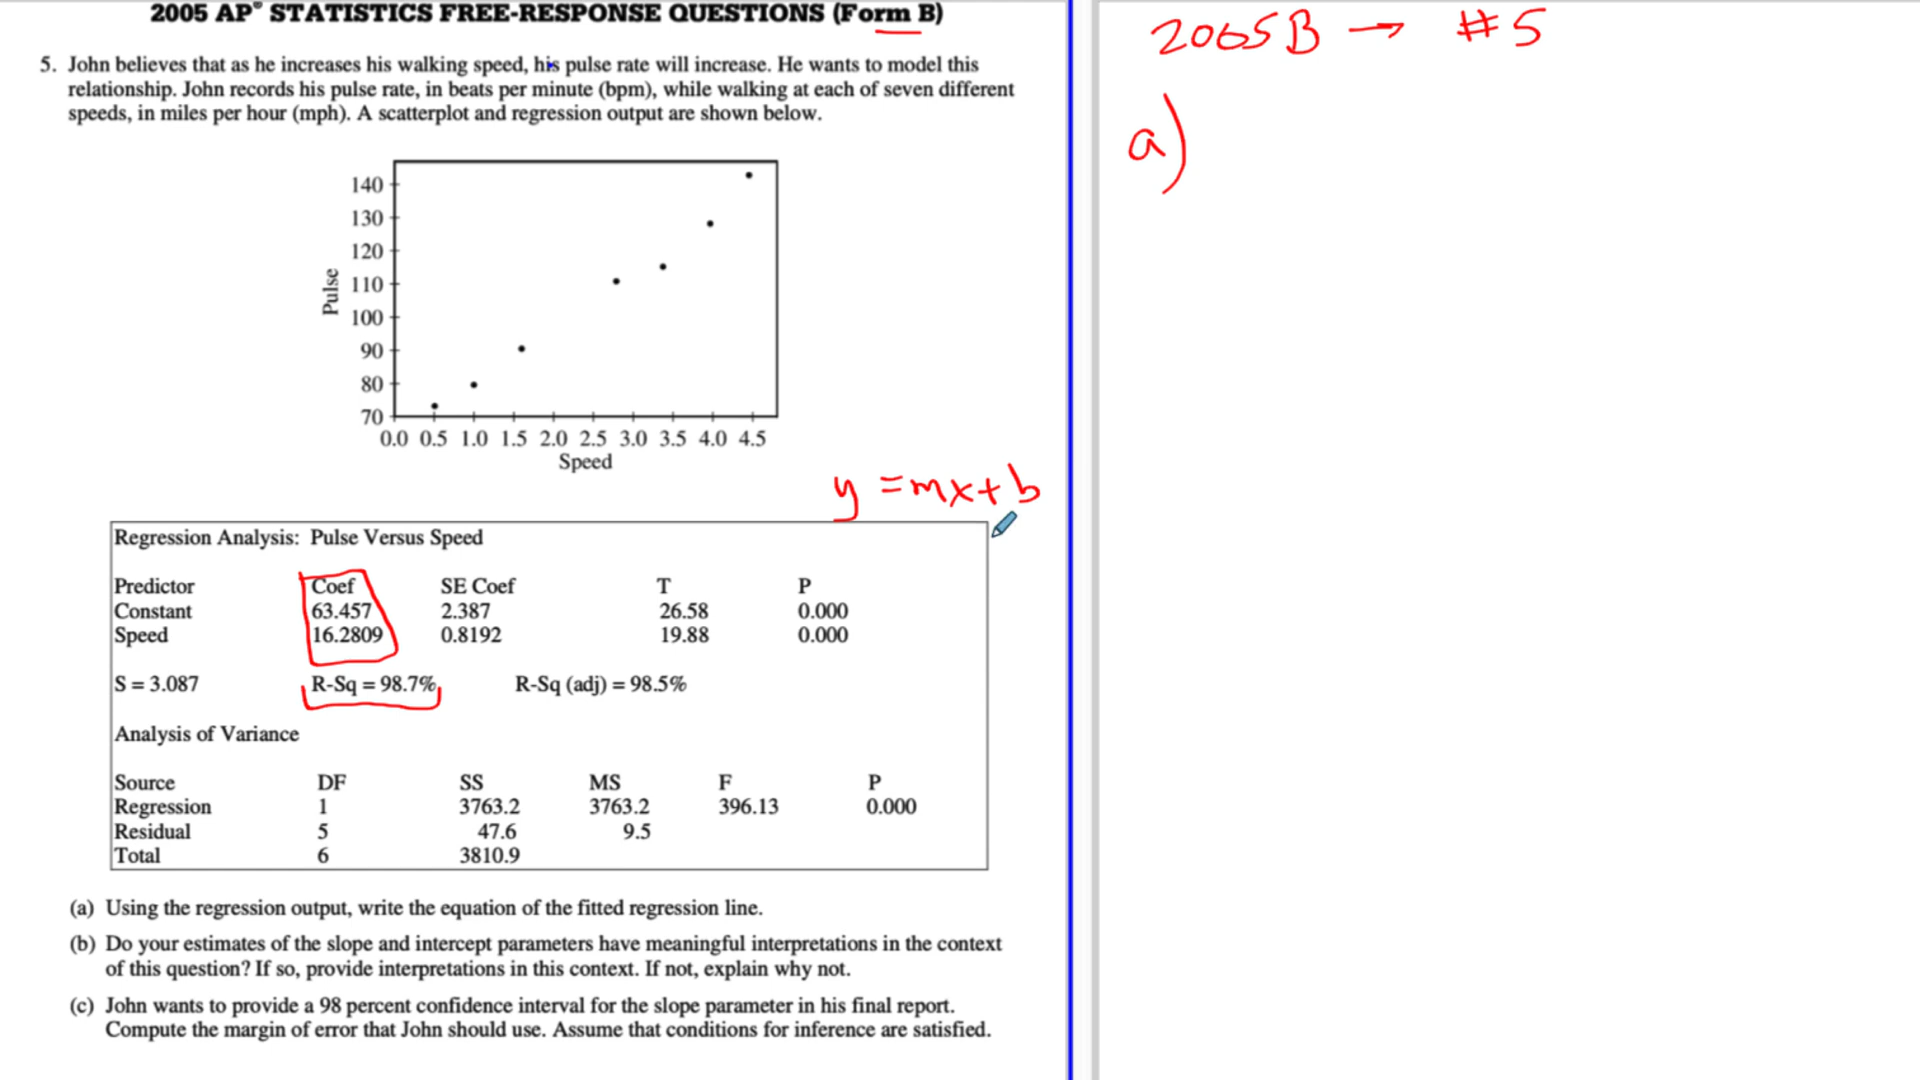 2005 AP® STATISTICS FREE-RESPONSE QUESTIONS (Form B)
5. John believes that as he increases his walking speed, his pulse rate will increase. He wants to model this
relationship. John records his pulse rate, in beats per minute (bpm), while walking at each of seven different
speeds, in miles per hour (mph). A scatterplot and regression output are shown below.
140
130
120
110
100
90
80
70
Pulse
0.0 0.5 1.0 1.5 2.0 2.5 3.0 3.5 4.0 4.5
Speed
y = mx + b
Regression Analysis: Pulse Versus Speed
Predictor Coef SE Coef T P
Constant 63.457 2.387 26.58 0.000
Speed 16.2809 0.8192 19.88 0.000
S = 3.087 R-Sq = 98.7% R-Sq (adj) = 98.5%
Analysis of Variance
Source DF SS MS F P
Regression 1 3763.2 3763.2 396.13 0.000
Residual 5 47.6 9.5
Total 6 3810.9
(a) Using the regression output, write the equation of the fitted regression line.
(b) Do your estimates of the slope and intercept parameters have meaningful interpretations in the context
of this question? If so, provide interpretations in this context. If not, explain why not.
(c) John wants to provide a 98 percent confidence interval for the slope parameter in his final report.
Compute the margin of error that John should use. Assume that conditions for inference are satisfied.
2005B → #5
a)